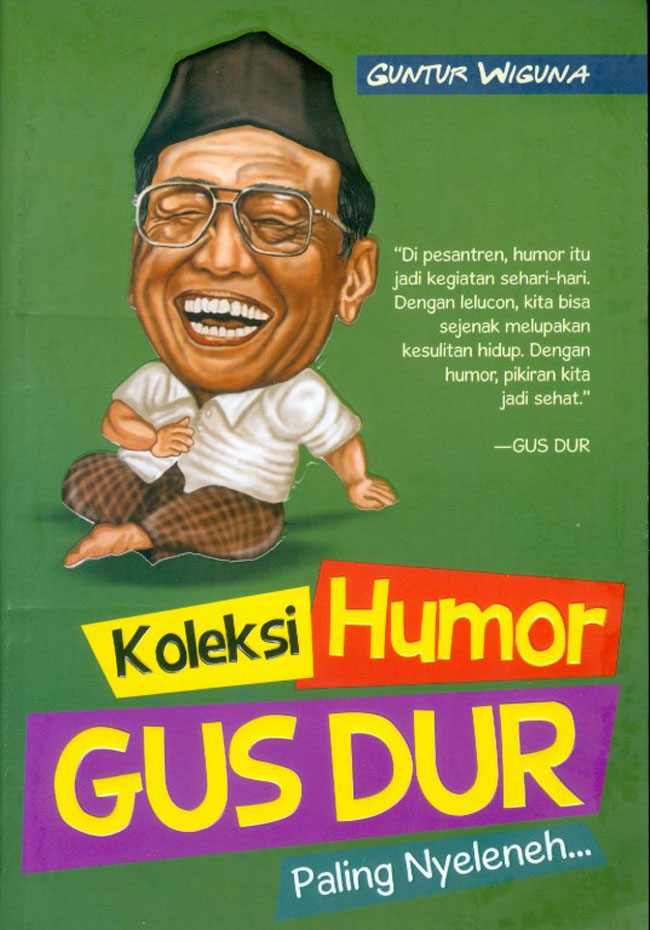 GUNTUR WIGUNA
“Di pesantren, humor itu
jadi kegiatan sehari-hari.
Dengan lelucon, kita bisa
sejenak melupakan
kesulitan hidup. Dengan
humor, pikiran kita
jadi sehat.”
—GUS DUR
Koleksi Humor
GUS DUR
Paling Nyeleneh...